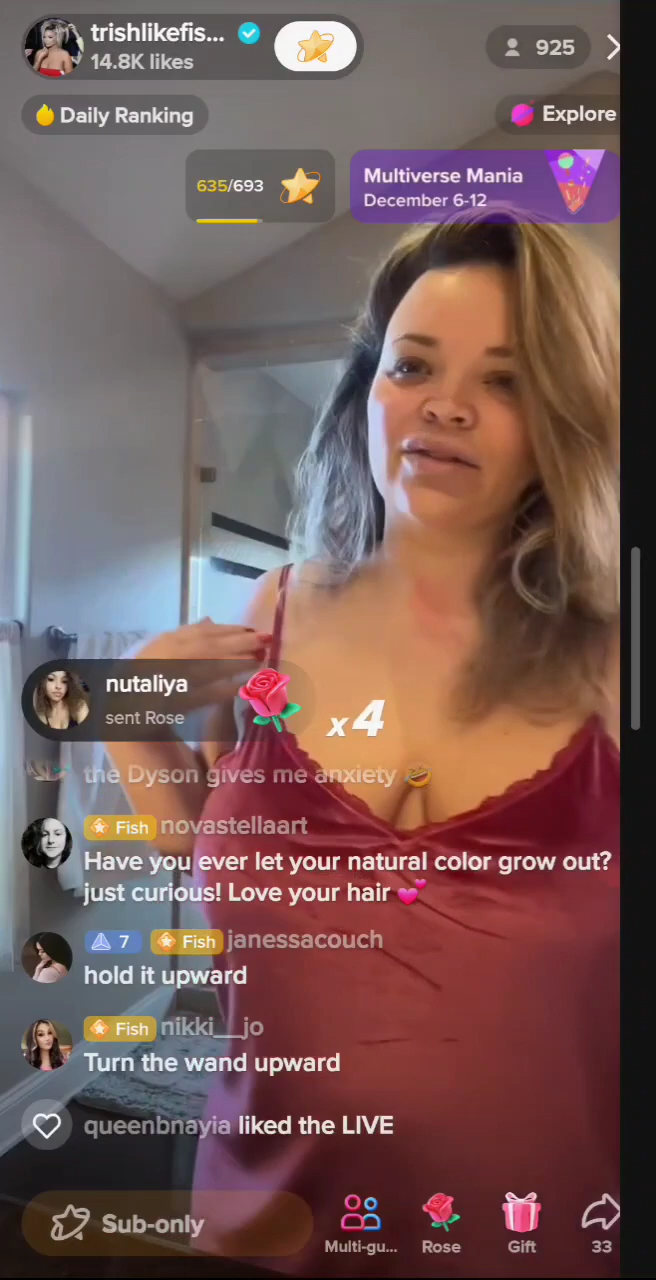 trishlikefis...
14.8K likes
925
Daily Ranking
Explore
635/693
Multiverse Mania
December 6-12
nutaliya
sent Rose
x4
the Dyson gives me anxiety 🤣
Fish novastellaart
Have you ever let your natural color grow out?
just curious! Love your hair 💕
7 Fish janessacouch
hold it upward
Fish nikki__jo
Turn the wand upward
queenbnayia liked the LIVE
Sub-only
Multi-gu...
Rose
Gift
33